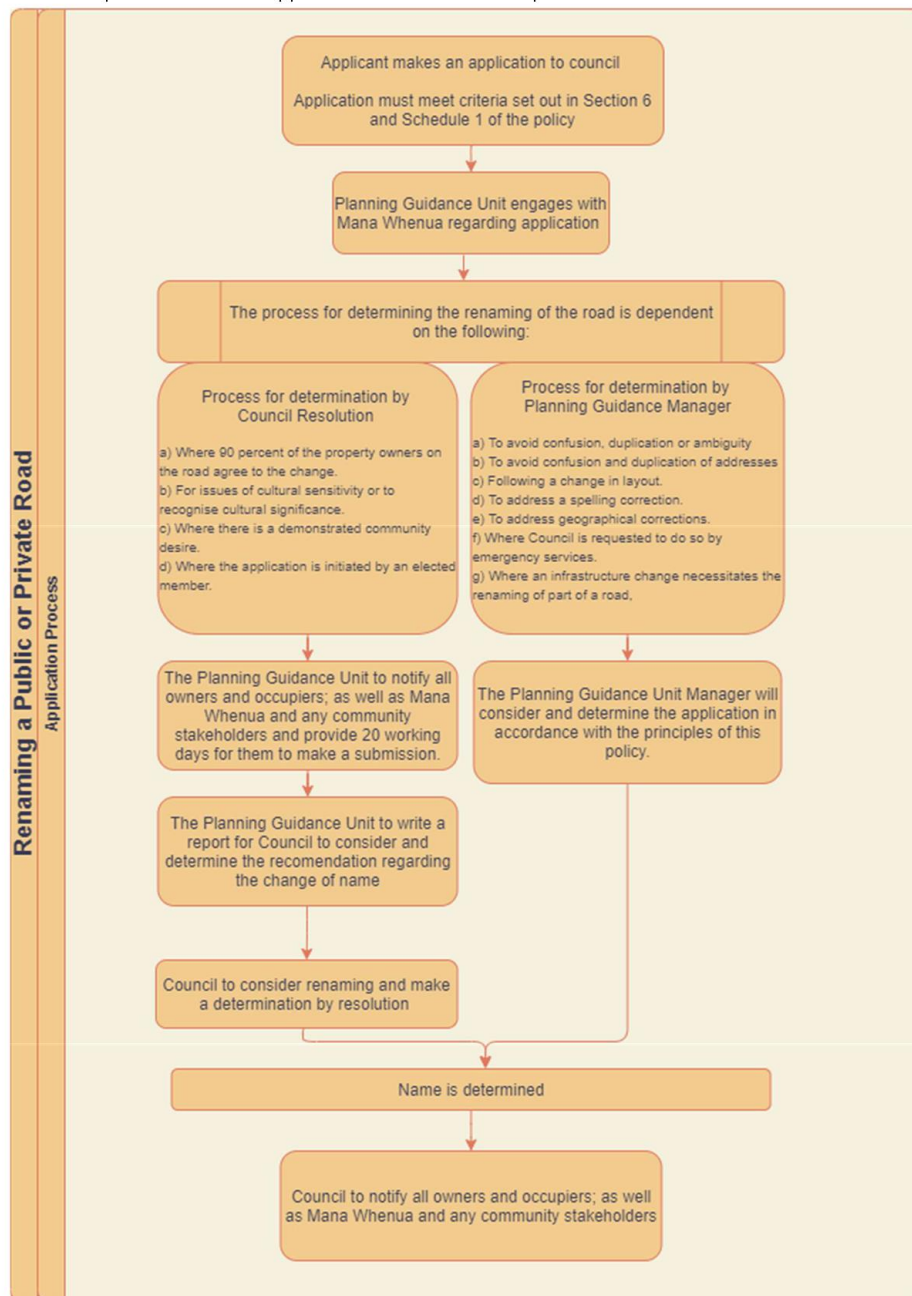 Renaming a Public or Private Road
Application Process
Applicant makes an application to council
Application must meet criteria set out in Section 6
and Schedule 1 of the policy
Planning Guidance Unit engages with
Mana Whenua regarding application
The process for determining the renaming of the road is dependent
on the following:
Process for determination by
Council Resolution
a) Where 90 percent of the property owners on
the road agree to the change.
b) For issues of cultural sensitivity or to
recognise cultural significance.
c) Where there is a demonstrated community
desire.
d) Where the application is initiated by an elected
member.
Process for determination by
Planning Guidance Manager
a) To avoid confusion, duplication or ambiguity
b) To avoid confusion and duplication of addresses
c) Following a change in layout.
d) To address a spelling correction.
e) To address geographical corrections.
f) Where Council is requested to do so by
emergency services.
g) Where an infrastructure change necessitates the
renaming of part of a road,
The Planning Guidance Unit to notify all
owners and occupiers; as well as Mana
Whenua and any community
stakeholders and provide 20 working
days for them to make a submission.
The Planning Guidance Unit Manager will
consider and determine the application in
accordance with the principles of this
policy.
The Planning Guidance Unit to write a
report for Council to consider and
determine the recomendation regarding
the change of name
Council to consider renaming and make
a determination by resolution
Name is determined
Council to notify all owners and occupiers; as well
as Mana Whenua and any community stakeholders